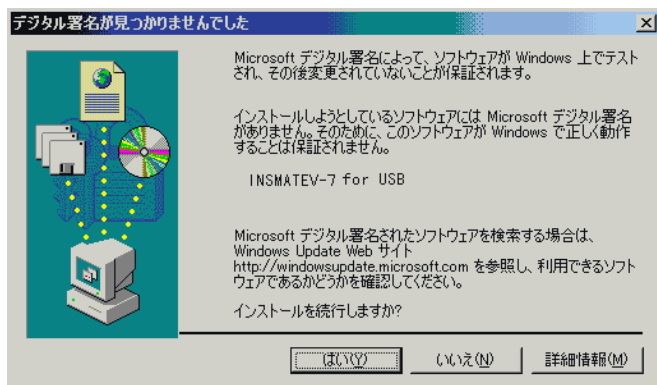 デジタル署名が見つかりませんでした
Microsoft デジタル署名によって、ソフトウェアが Windows 上でテスト
され、その後変更されていないことが保証されます。
インストールしようとしているソフトウェアには Microsoft デジタル署名
がありません。そのために、このソフトウェアが Windows で正しく動作
することは保証されません。
INSMATEV-7 for USB
Microsoft デジタル署名されたソフトウェアを検索する場合は、
Windows Update Web サイト
http://windowsupdate.microsoft.com を参照し、利用できるソフト
ウェアであるかどうかを確認してください。
インストールを続行しますか?
はい(Y) いいえ(N) 詳細情報(M)